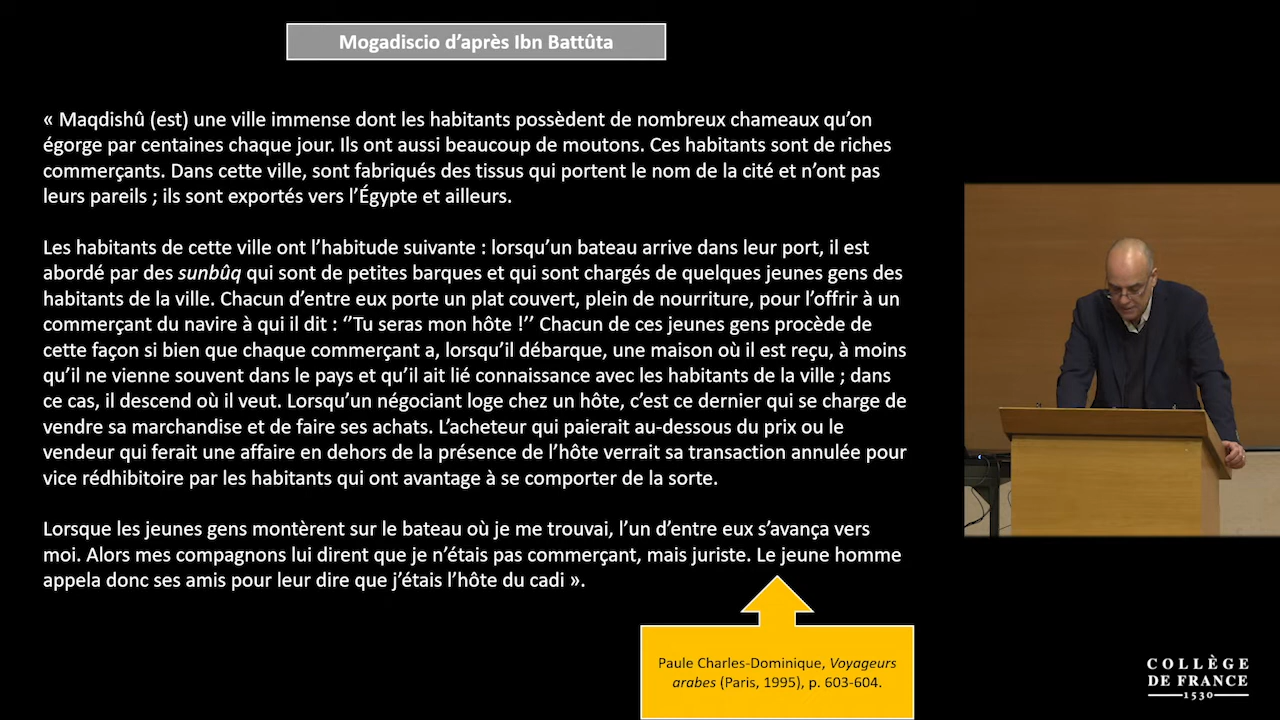 Mogadiscio d’après Ibn Battûta
« Maqdishû (est) une ville immense dont les habitants possèdent de nombreux chameaux qu’on
égorge par centaines chaque jour. Ils ont aussi beaucoup de moutons. Ces habitants sont de riches
commerçants. Dans cette ville, sont fabriqués des tissus qui portent le nom de la cité et n’ont pas
leurs pareils ; ils sont exportés vers l’Égypte et ailleurs.
Les habitants de cette ville ont l’habitude suivante : lorsqu’un bateau arrive dans leur port, il est
abordé par des sunbûq qui sont de petites barques et qui sont chargés de quelques jeunes gens des
habitants de la ville. Chacun d’entre eux porte un plat couvert, plein de nourriture, pour l’offrir à un
commerçant du navire à qui il dit : ‘’Tu seras mon hôte !’’ Chacun de ces jeunes gens procède de
cette façon si bien que chaque commerçant a, lorsqu’il débarque, une maison où il est reçu, à moins
qu’il ne vienne souvent dans le pays et qu’il ait lié connaissance avec les habitants de la ville ; dans
ce cas, il descend où il veut. Lorsqu’un négociant loge chez un hôte, c’est ce dernier qui se charge de
vendre sa marchandise et de faire ses achats. L’acheteur qui paierait au-dessous du prix ou le
vendeur qui ferait une affaire en dehors de la présence de l’hôte verrait sa transaction annulée pour
vice rédhibitoire par les habitants qui ont avantage à se comporter de la sorte.
Lorsque les jeunes gens montèrent sur le bateau où je me trouvai, l’un d’entre eux s’avança vers
moi. Alors mes compagnons lui dirent que je n’étais pas commerçant, mais juriste. Le jeune homme
appela donc ses amis pour leur dire que j’étais l’hôte du cadi ».
Paule Charles-Dominique, Voyageurs
arabes (Paris, 1995), p. 603-604.
COLLÈGE
DE FRANCE
1530